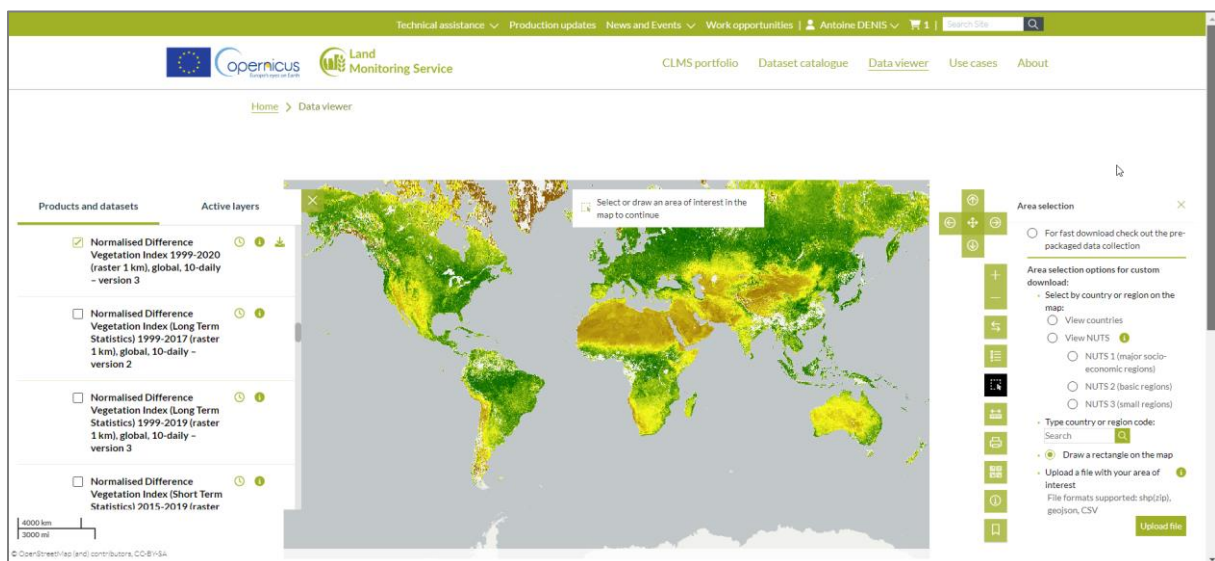 Technical assistance Production updates News and Events Work opportunities | Antoine DENIS 1 | Search Site
opernicus
Europe's eyes on Earth
Land
Monitoring Service
CLMS portfolio Dataset catalogue Data viewer Use cases About
Home > Data viewer
Products and datasets Active layers
Normalised Difference
Vegetation Index 1999-2020
(raster 1 km), global, 10-daily
– version 3
Normalised Difference
Vegetation Index (Long Term
Statistics) 1999-2017 (raster
1 km), global, 10-daily –
version 2
Normalised Difference
Vegetation Index (Long Term
Statistics) 1999-2019 (raster
1 km), global, 10-daily –
version 3
Normalised Difference
Vegetation Index (Short Term
Statistics) 2015-2019 (raster
4000 km
3000 mi
© OpenStreetMap (and) contributors, CC-BY-SA
Select or draw an area of interest in the
map to continue
Area selection
For fast download check out the pre-
packaged data collection
Area selection options for custom
download:
Select by country or region on the
map:
View countries
View NUTS
NUTS 1 (major socio-
economic regions)
NUTS 2 (basic regions)
NUTS 3 (small regions)
Type country or region code:
Search
Draw a rectangle on the map
Upload a file with your area of
interest
File formats supported: shp(zip),
geojson, CSV
Upload file